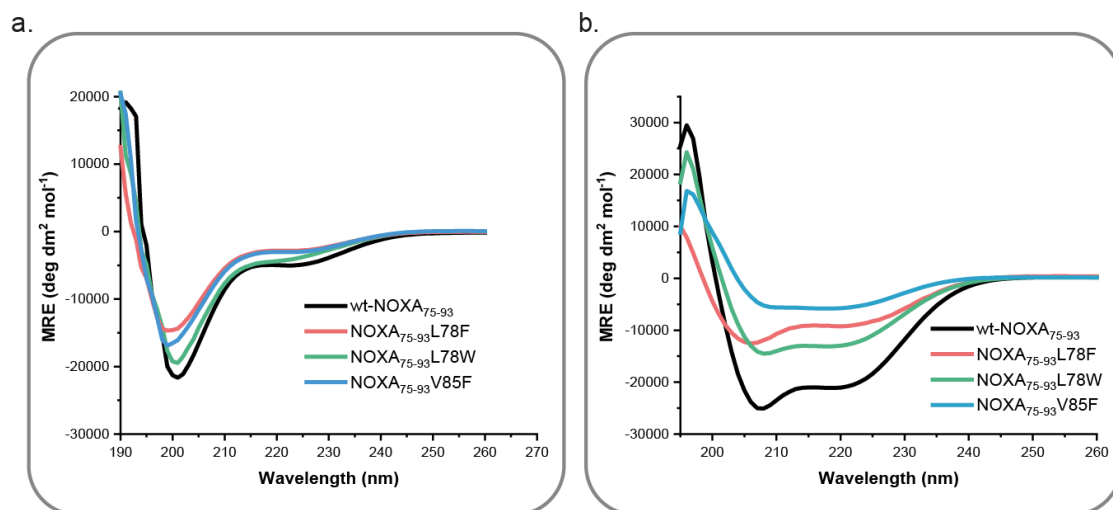 a.
20000
10000
0
-10000
-20000
-30000
MRE (deg dm² mol⁻¹)
190 200 210 220 230 240 250 260 270
Wavelength (nm)
wt-NOXA₇₅₋₉₃
NOXA₇₅₋₉₃L78F
NOXA₇₅₋₉₃L78W
NOXA₇₅₋₉₃V85F
b.
30000
20000
10000
0
-10000
-20000
-30000
MRE (deg dm² mol⁻¹)
200 210 220 230 240 250 260
Wavelength (nm)
wt-NOXA₇₅₋₉₃
NOXA₇₅₋₉₃L78F
NOXA₇₅₋₉₃L78W
NOXA₇₅₋₉₃V85F